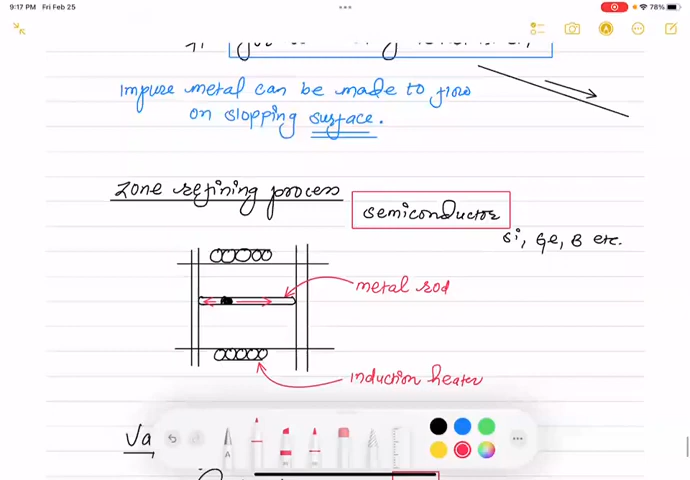 9:17 PM Fri Feb 25
78%
Impure metal can be made to flow
on slopping surface.
Zone refining process
semiconductor
Si, Ge, B etc.
metal rod
induction heater
Va
A